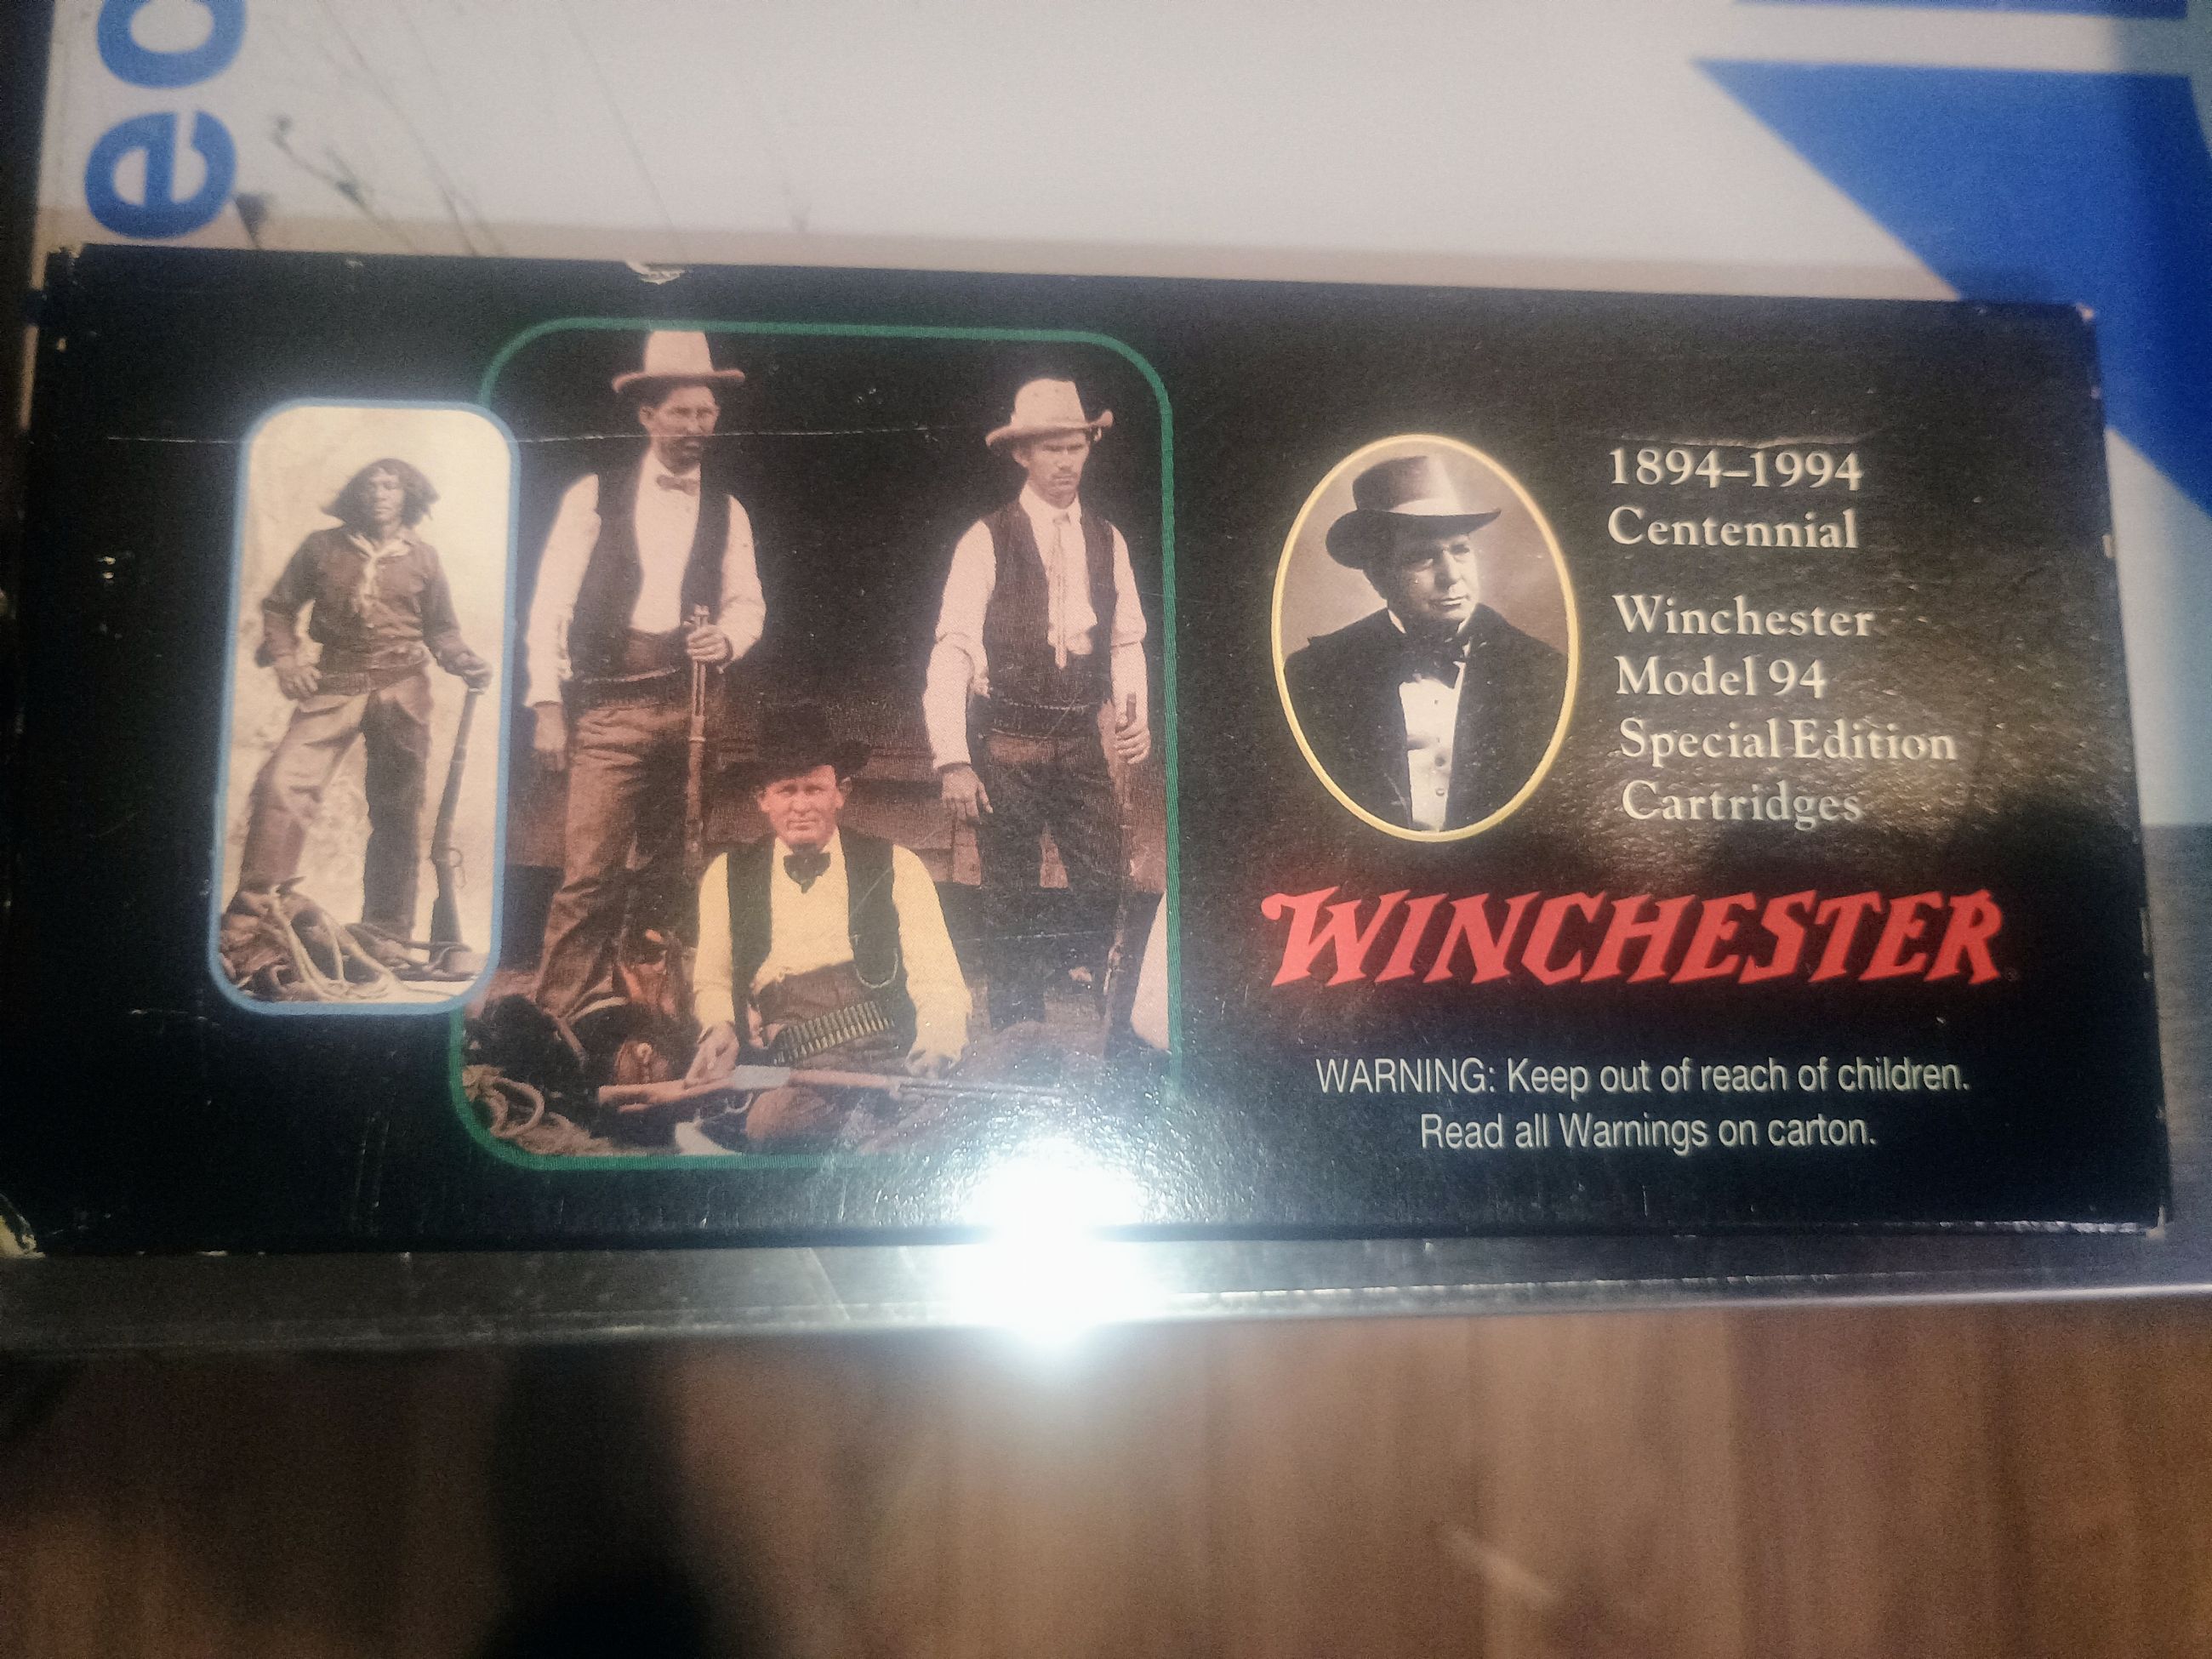 ec
1894–1994
Centennial
Winchester
Model 94
Special Edition
Cartridges
WINCHESTER
WARNING: Keep out of reach of children.
Read all Warnings on carton.